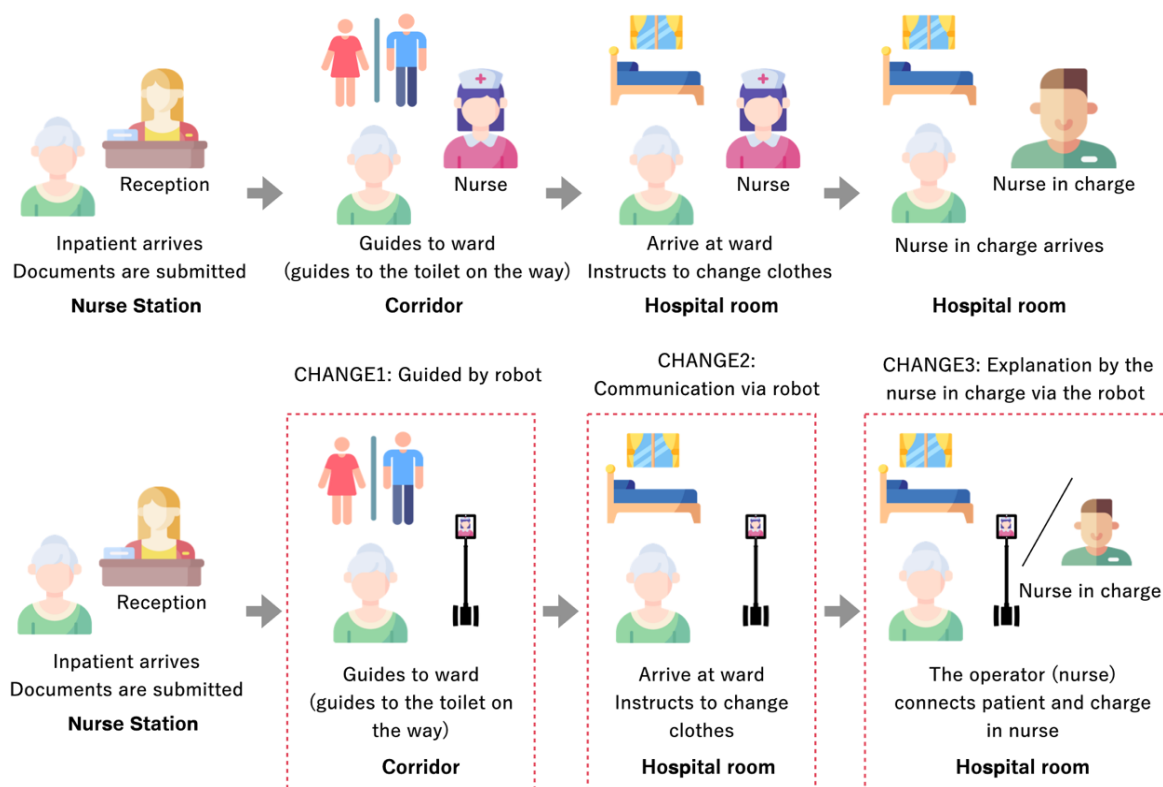 Reception
Inpatient arrives
Documents are submitted
Nurse Station
Nurse
Guides to ward
(guides to the toilet on the way)
Corridor
Nurse
Arrive at ward
Instructs to change clothes
Hospital room
Nurse in charge
Nurse in charge arrives
Hospital room
CHANGE1: Guided by robot
CHANGE2:
Communication via robot
CHANGE3: Explanation by the
nurse in charge via the robot
Reception
Inpatient arrives
Documents are submitted
Nurse Station
Guides to ward
(guides to the toilet on
the way)
Corridor
Arrive at ward
Instructs to change
clothes
Hospital room
Nurse in charge
The operator (nurse)
connects patient and charge
in nurse
Hospital room